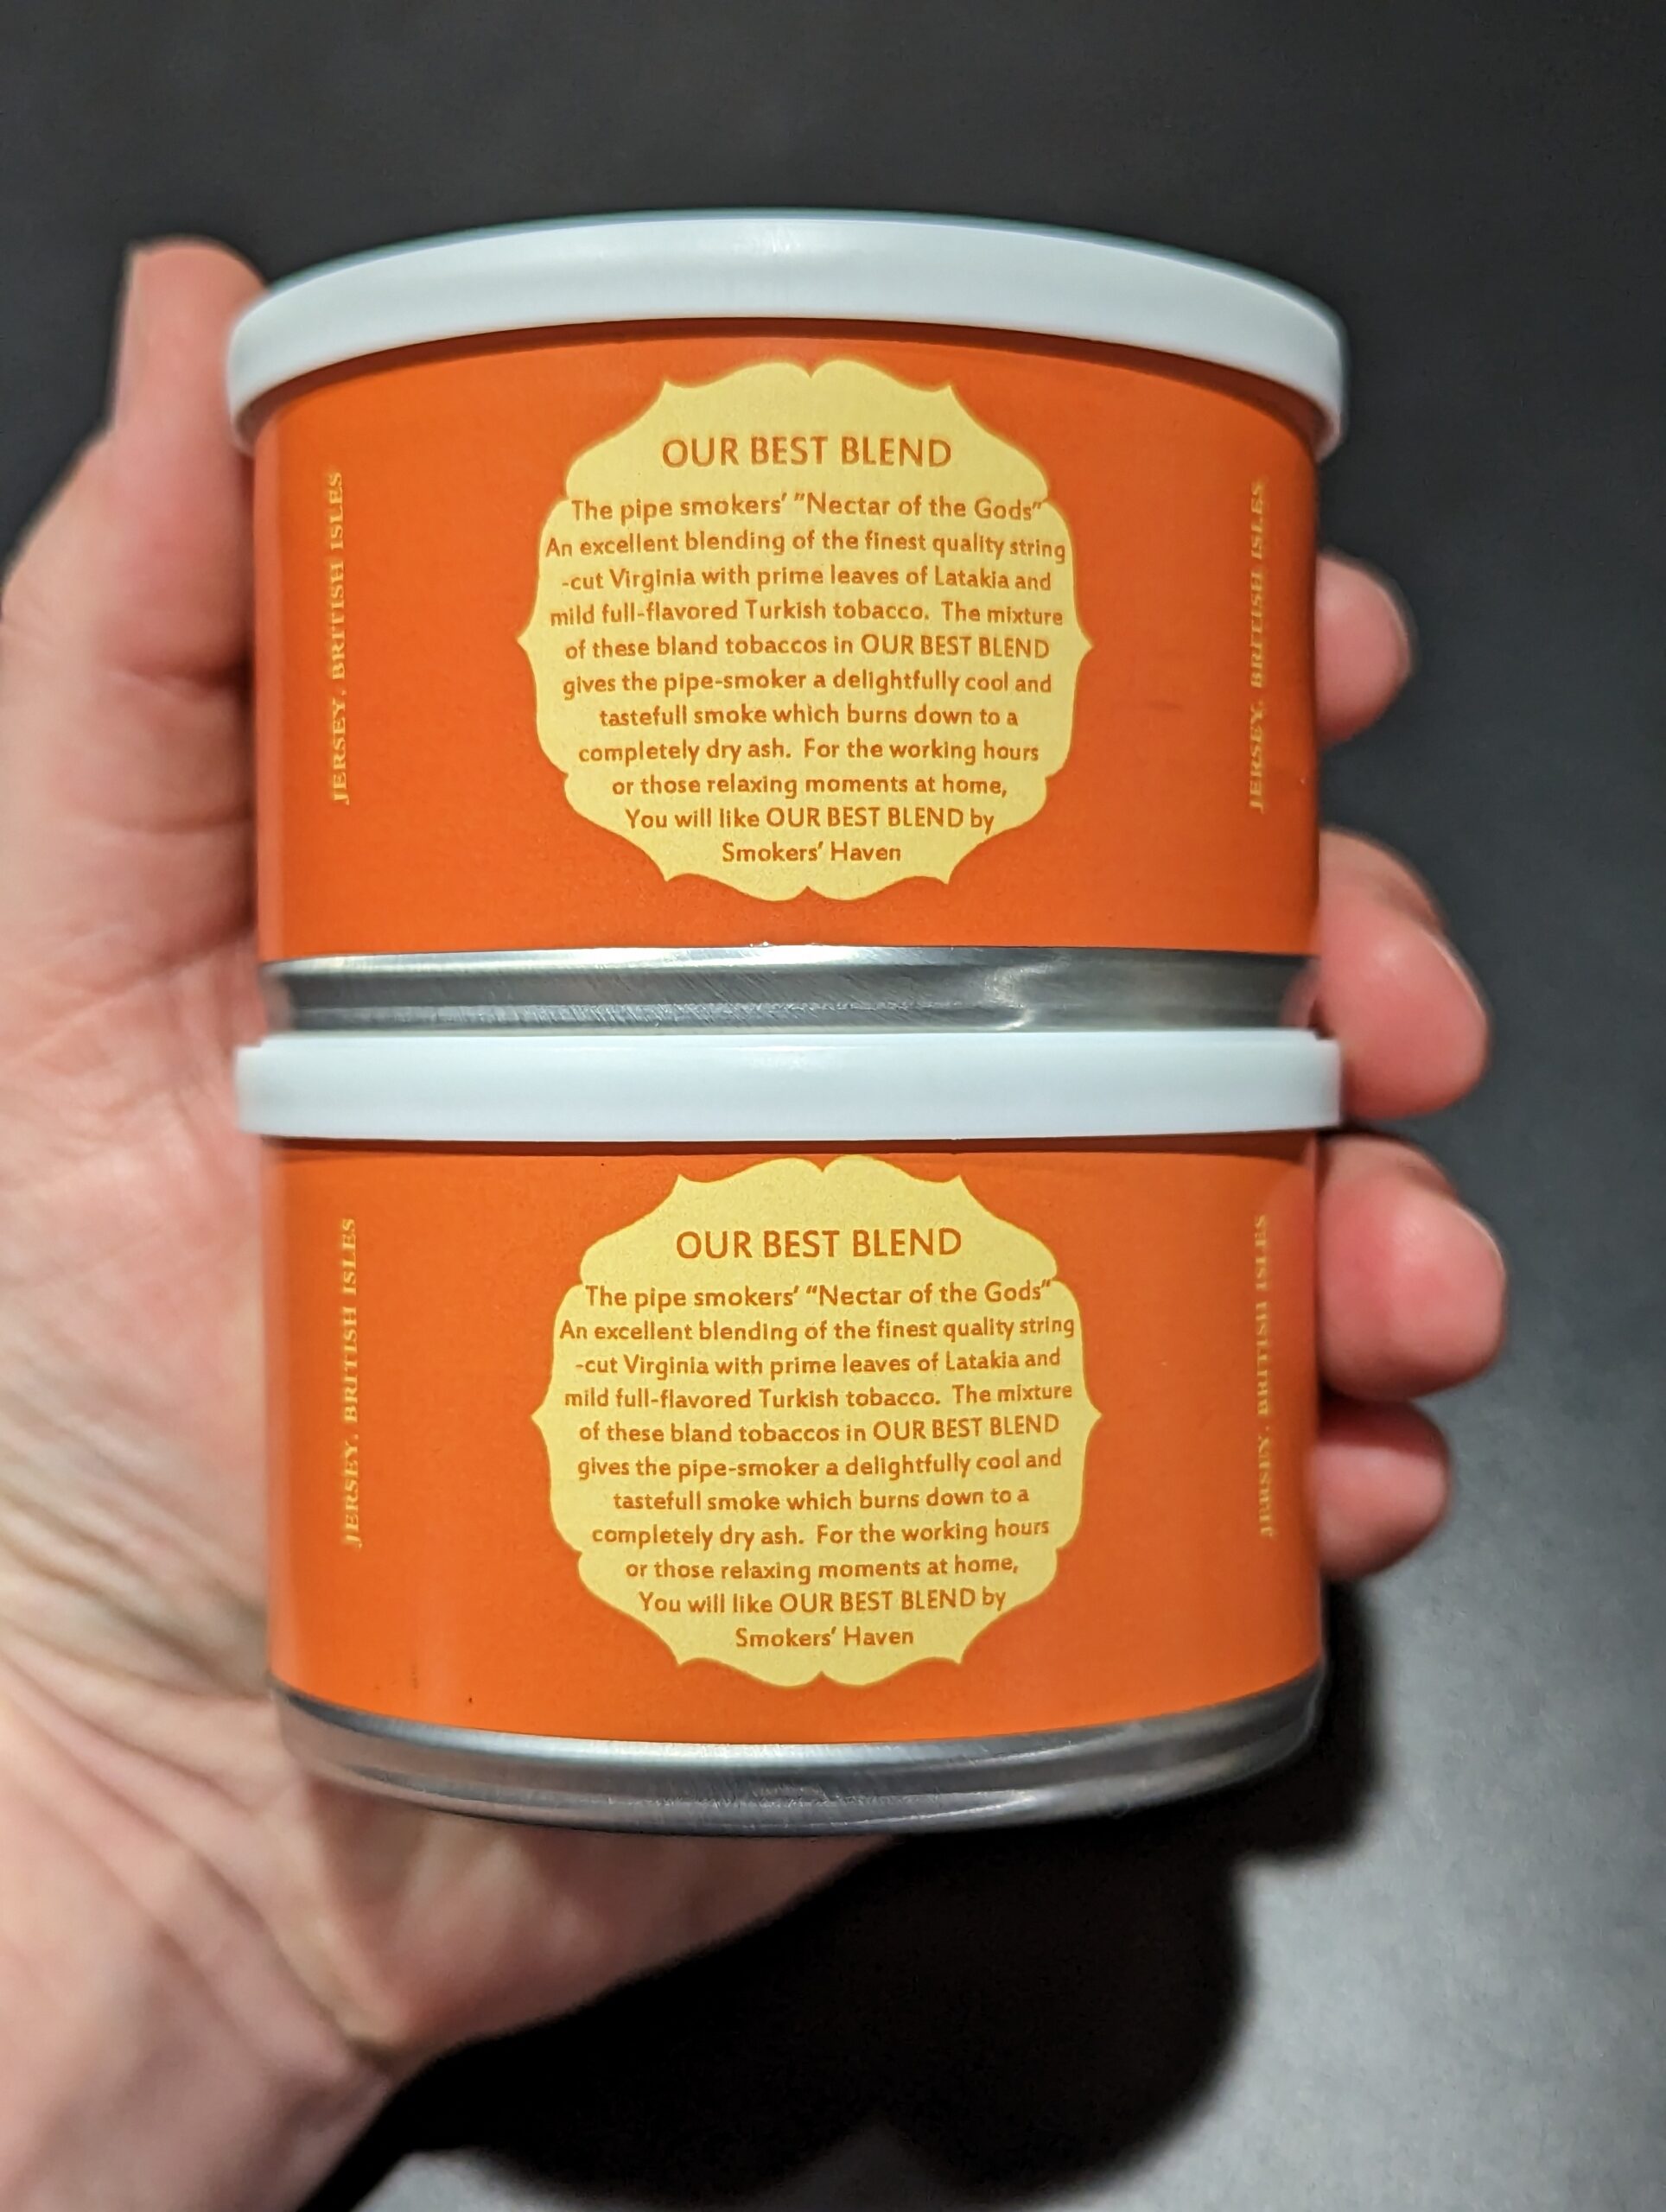 JERSEY. BRITISH ISLES
OUR BEST BLEND
The pipe smokers' "Nectar of the Gods"
An excellent blending of the finest quality string
-cut Virginia with prime leaves of Latakia and
mild full-flavored Turkish tobacco. The mixture
of these bland tobaccos in OUR BEST BLEND
gives the pipe-smoker a delightfully cool and
tastefull smoke which burns down to a
completely dry ash. For the working hours
or those relaxing moments at home,
You will like OUR BEST BLEND by
Smokers' Haven
JERSEY. BRITISH ISLES
JERSEY. BRITISH ISLES
OUR BEST BLEND
The pipe smokers' "Nectar of the Gods"
An excellent blending of the finest quality string
-cut Virginia with prime leaves of Latakia and
mild full-flavored Turkish tobacco. The mixture
of these bland tobaccos in OUR BEST BLEND
gives the pipe-smoker a delightfully cool and
tastefull smoke which burns down to a
completely dry ash. For the working hours
or those relaxing moments at home,
You will like OUR BEST BLEND by
Smokers' Haven
JERSEY. BRITISH ISLES